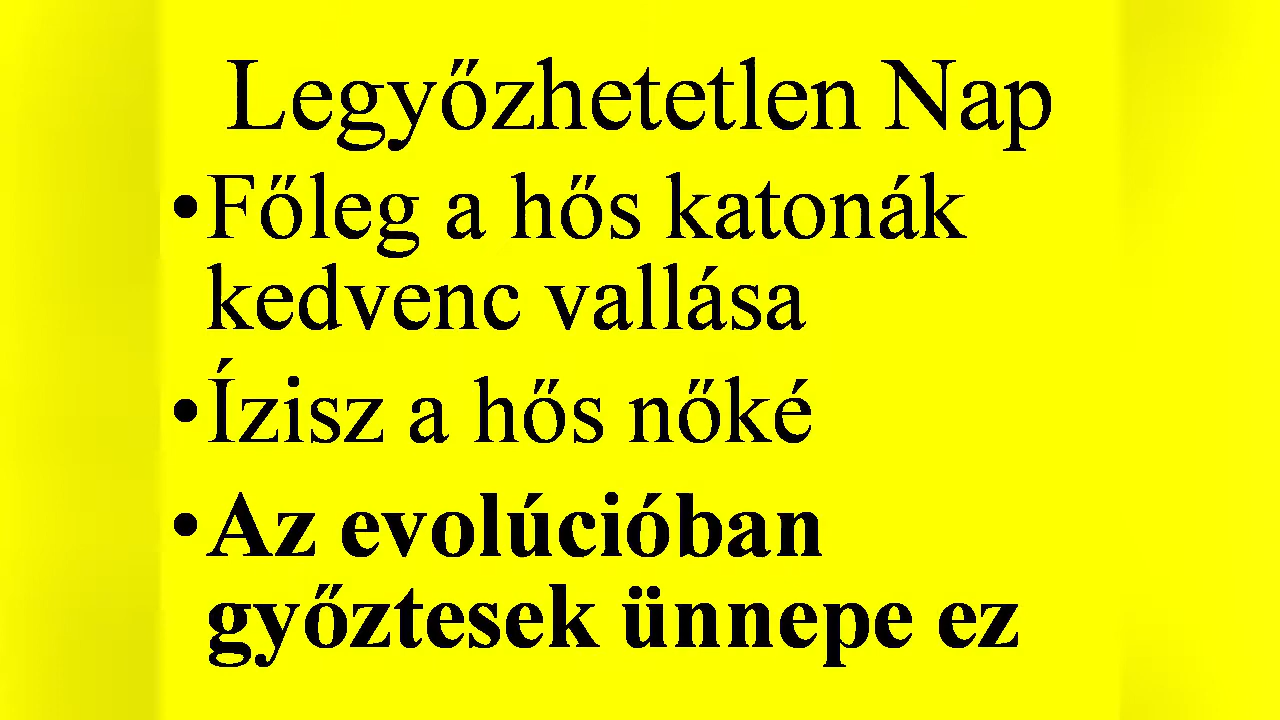 Legyőzhetetlen Nap
•Főleg a hős katonák
kedvenc vallása
•Ízisz a hős nőké
•Az evolúcióban
győztesek ünnepe ez